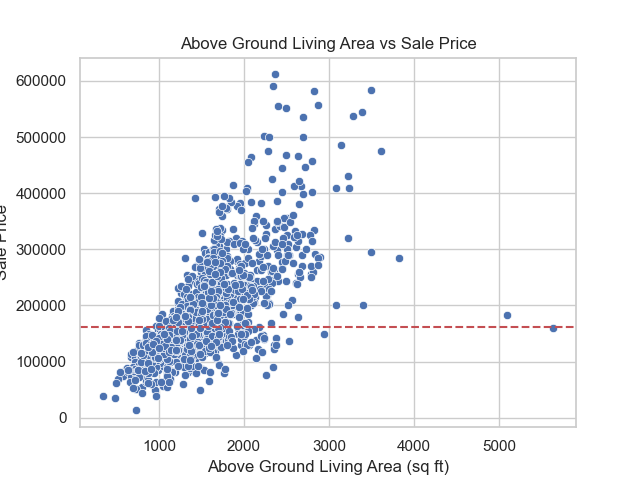 Above Ground Living Area vs Sale Price
600000
500000
400000
300000
200000
100000
0
Sale Price
1000 2000 3000 4000 5000
Above Ground Living Area (sq ft)